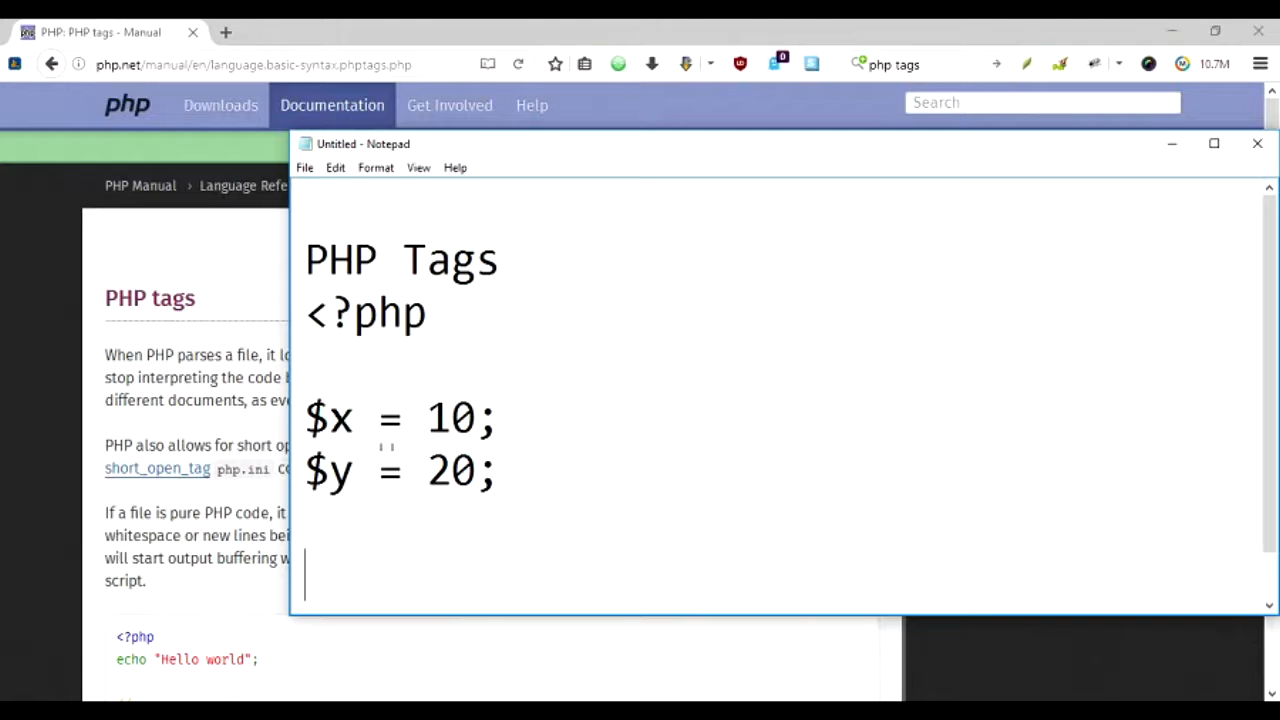 PHP: PHP tags - Manual
php.net/manual/en/language.basic-syntax.phptags.php
php tags
0
10.7M
php
Downloads
Documentation
Get Involved
Help
Search
PHP Manual › Language Refe
Untitled - Notepad
File Edit Format View Help
PHP Tags
<?php
$x = 10;
$y = 20;
PHP tags
When PHP parses a file, it
stop interpreting the code
different documents, as eve
PHP also allows for short op
short_open_tag php.ini
If a file is pure PHP code, it
whitespace or new lines bei
will start output buffering w
script.
<?php
echo "Hello world";